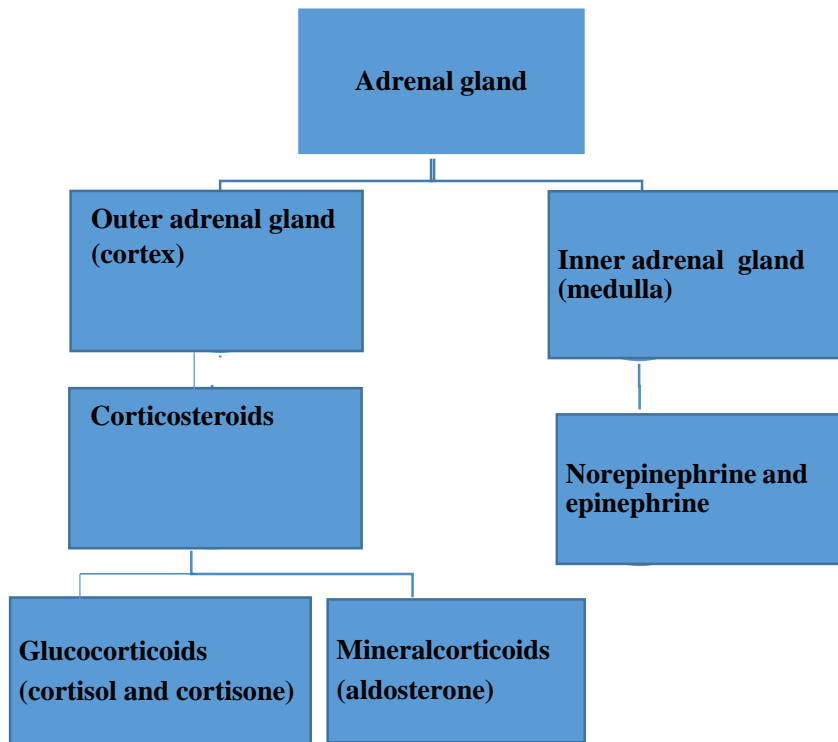 Adrenal gland
Outer adrenal gland
(cortex)
Inner adrenal gland
(medulla)
Corticosteroids
Norepinephrine and
epinephrine
Glucocorticoids
(cortisol and cortisone)
Mineralcorticoids
(aldosterone)